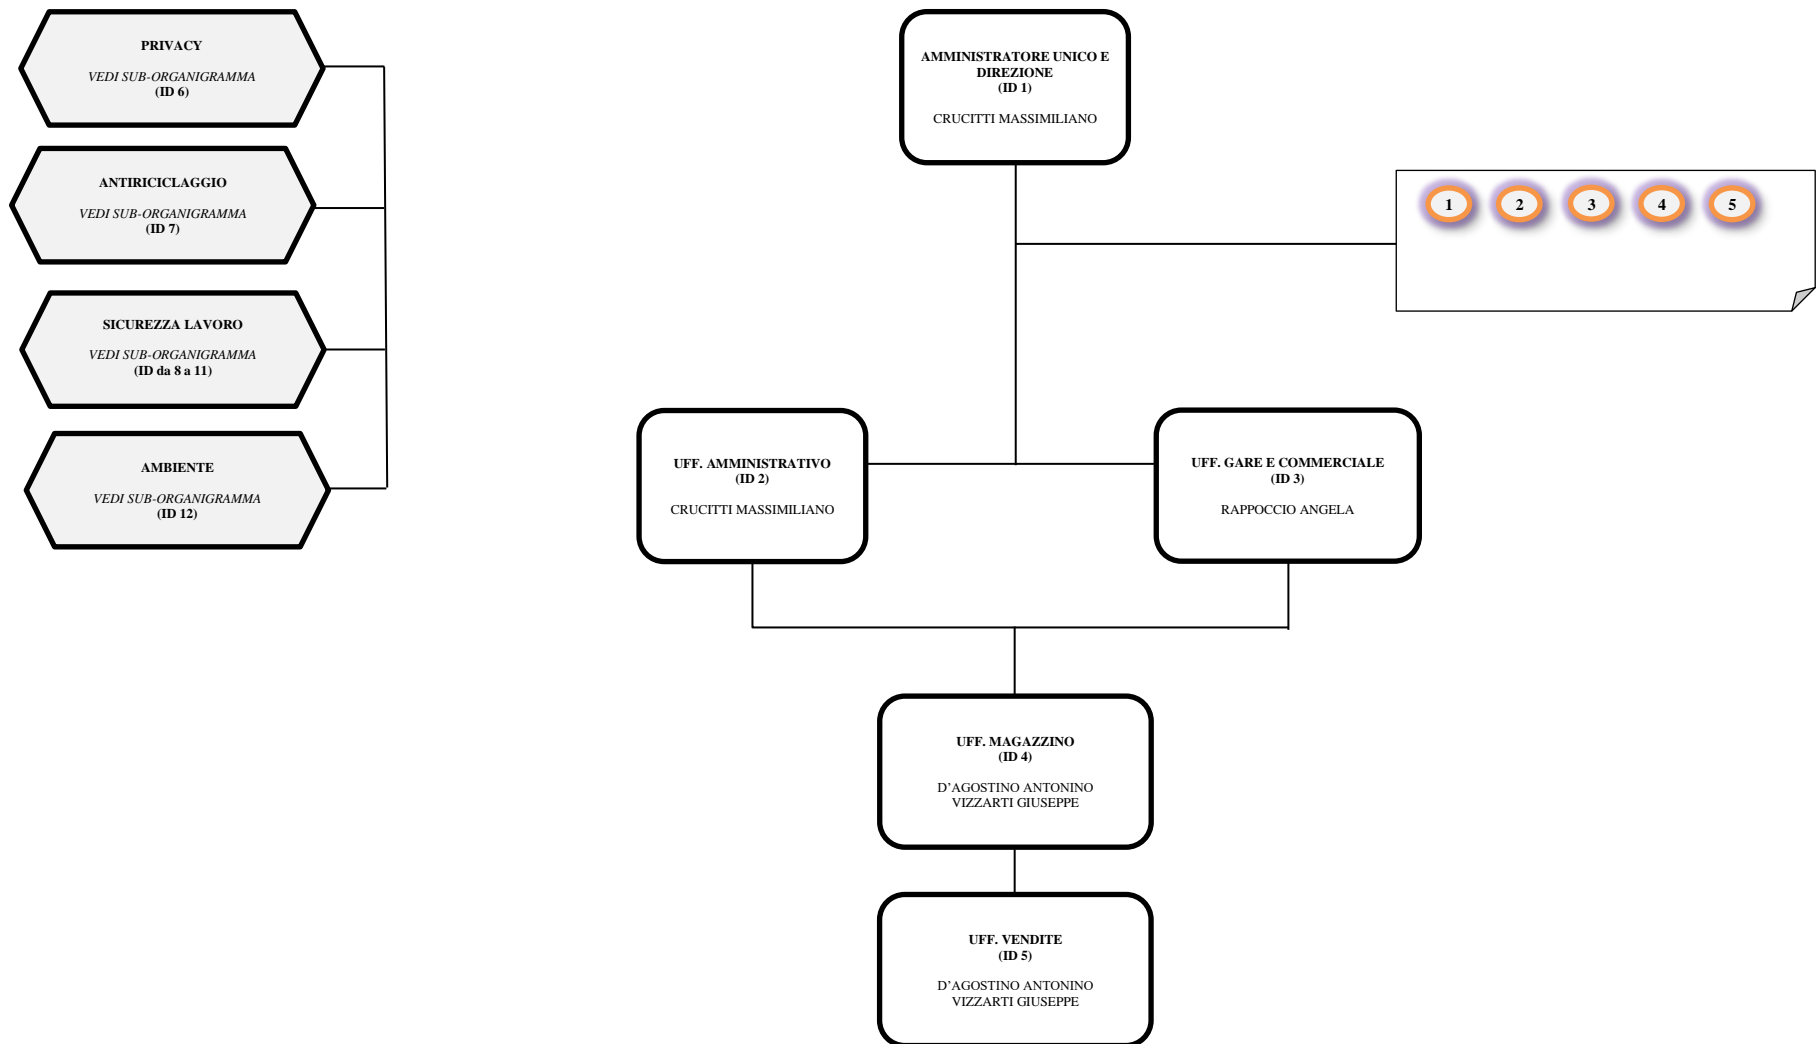 PRIVACY
VEDI SUB-ORGANIGRAMMA
(ID 6)
ANTIRICICLAGGIO
VEDI SUB-ORGANIGRAMMA
(ID 7)
SICUREZZA LAVORO
VEDI SUB-ORGANIGRAMMA
(ID da 8 a 11)
AMBIENTE
VEDI SUB-ORGANIGRAMMA
(ID 12)
AMMINISTRATORE UNICO E
DIREZIONE
(ID 1)
CRUCITTI MASSIMILIANO
1 2 3 4 5
UFF. AMMINISTRATIVO
(ID 2)
CRUCITTI MASSIMILIANO
UFF. GARE E COMMERCIALE
(ID 3)
RAPPOCCIO ANGELA
UFF. MAGAZZINO
(ID 4)
D’AGOSTINO ANTONINO
VIZZARTI GIUSEPPE
UFF. VENDITE
(ID 5)
D’AGOSTINO ANTONINO
VIZZARTI GIUSEPPE